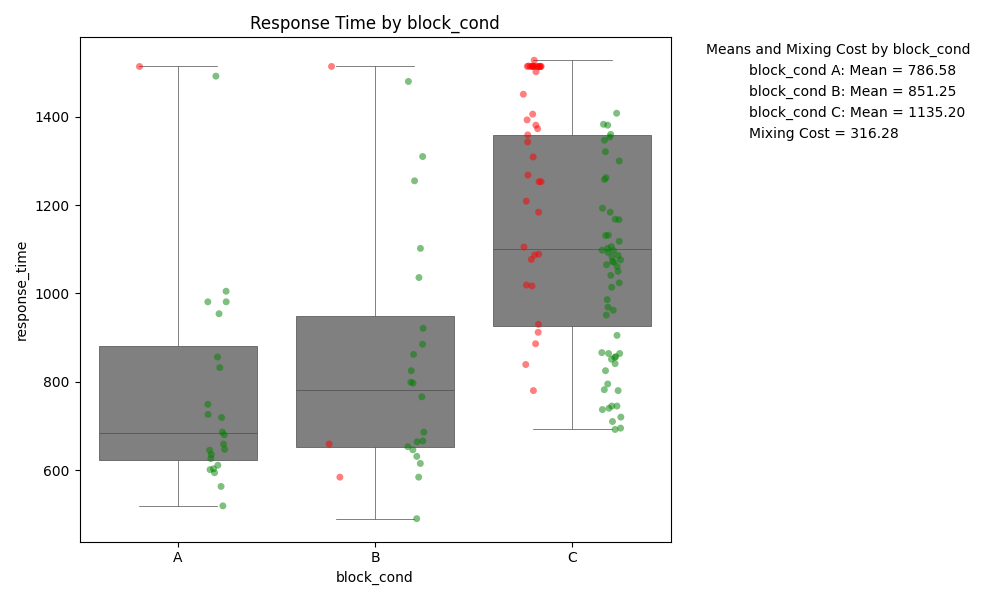 Response Time by block_cond
Means and Mixing Cost by block_cond
block_cond A: Mean = 786.58
block_cond B: Mean = 851.25
block_cond C: Mean = 1135.20
Mixing Cost = 316.28
response_time
1400
1200
1000
800
600
A
B
C
block_cond